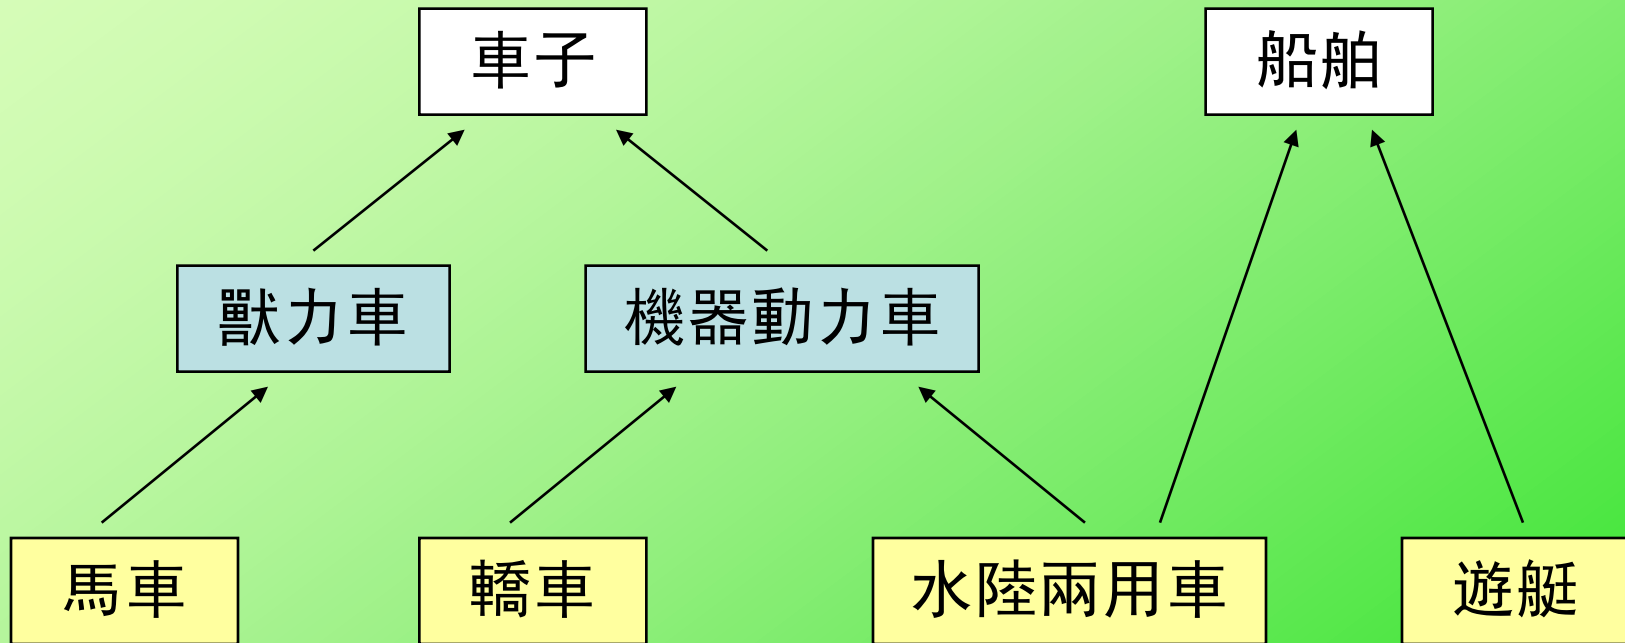 車子
船舶
獸力車
機器動力車
馬車
轎車
水陸兩用車
遊艇